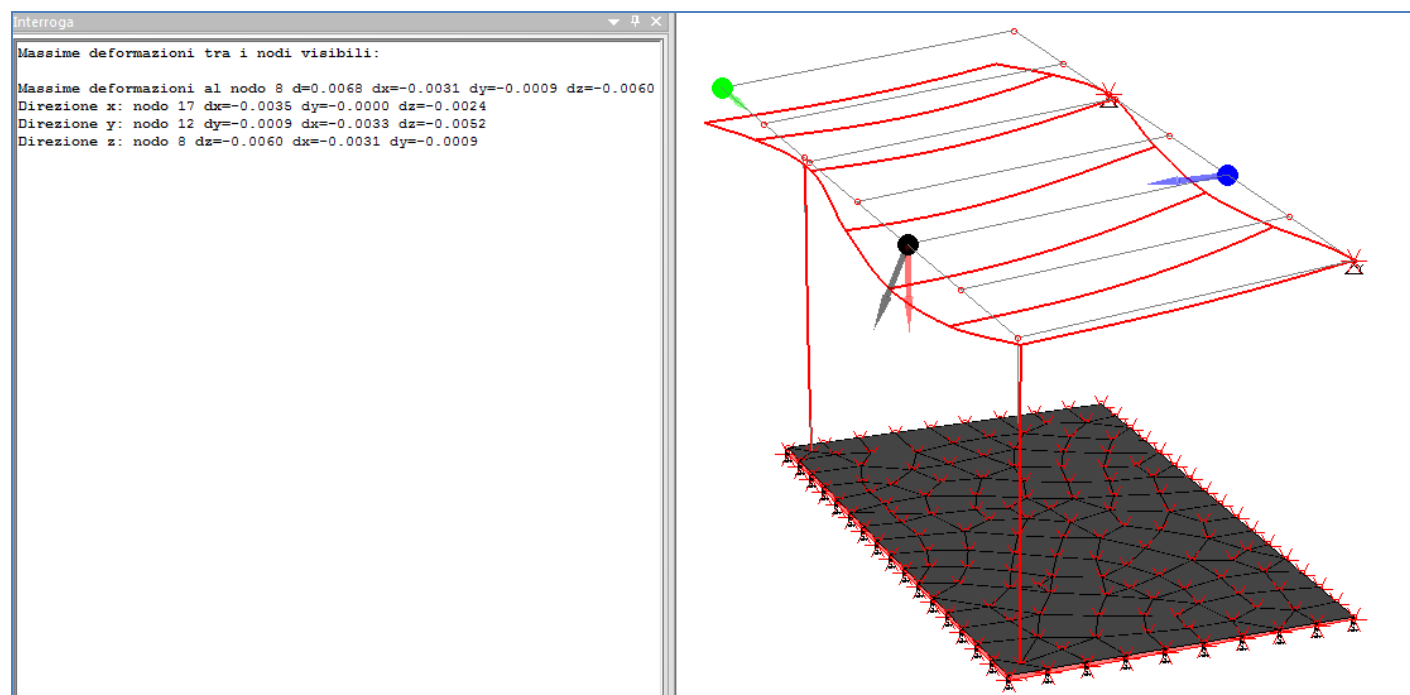 Interroga
Massime deformazioni tra i nodi visibili:
Massime deformazioni al nodo 8 d=0.0068 dx=-0.0031 dy=-0.0009 dz=-0.0060
Direzione x: nodo 17 dx=-0.0035 dy=-0.0000 dz=-0.0024
Direzione y: nodo 12 dy=-0.0009 dx=-0.0033 dz=-0.0052
Direzione z: nodo 8 dz=-0.0060 dx=-0.0031 dy=-0.0009